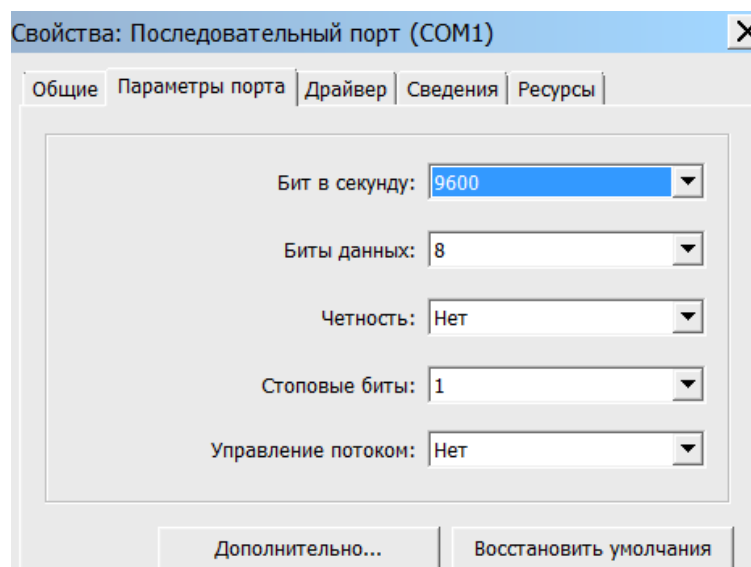 Свойства: Последовательный порт (COM1)
Общие Параметры порта Драйвер Сведения Ресурсы
Бит в секунду: 9600
Биты данных: 8
Четность: Нет
Стоповые биты: 1
Управление потоком: Нет
Дополнительно... Восстановить умолчания